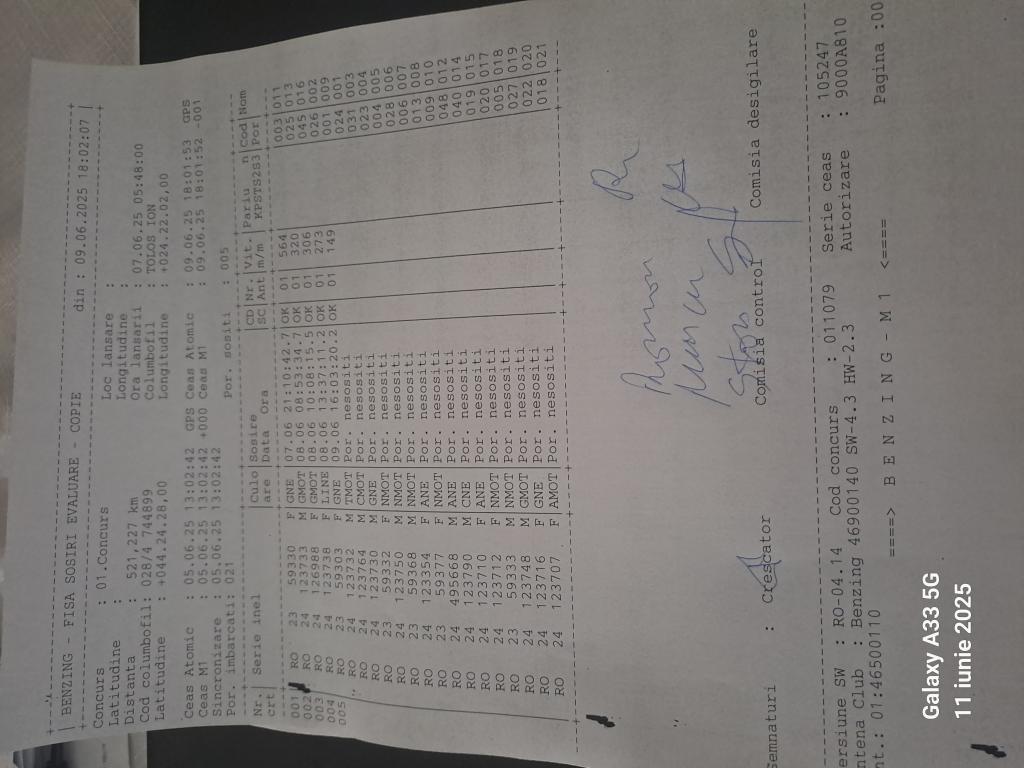 BENZING - FISA SOSIRI EVALUARE - COPIE din : 09.06.2025 18:02:07
Concurs : 01.Concurs Loc lansare :
Latitudine : Longitudine :
Distanta : 521,227 km Ora lansarii : 07.06.25 05:48:00
Cod columbofil: 028/4 744899 Columbofil : TOLOS ION
Latitudine : +044.24.28,00 Longitudine : +024.22.02,00
Ceas Atomic : 05.06.25 13:02:42 GPS Ceas Atomic : 09.06.25 18:01:53 GPS
Ceas M1 : 05.06.25 13:02:42 +000 Ceas M1 : 09.06.25 18:01:52 -001
Sincronizare : 05.06.25 13:02:42
Por. imbarcati: 021 Por. sositi : 005
Nr. Serie inel Culo Sosire CD Nr. Vit. Pariu n Cod Nom
crt are Data Ora SC Ant m/m KPSTS2B3 Por
001 RO 23 59330 F GNE 07.06 21:10:42.7 OK 01 564 003 011
002 RO 24 123733 M GMOT 08.06 08:53:34.7 OK 01 320 025 013
003 RO 24 126988 F GMOT 08.06 10:08:15.5 OK 01 306 045 016
004 RO 24 123738 F LINE 08.06 13:37:12.2 OK 01 273 026 002
005 RO 23 59303 F GNE 09.06 16:03:20.2 OK 01 149 001 009
RO 24 123732 M TMOT Por. nesositi 024 001
RO 24 123764 M CMOT Por. nesositi 031 003
RO 24 123730 M GNE Por. nesositi 023 004
RO 23 59332 F NMOT Por. nesositi 004 005
RO 24 123750 M NMOT Por. nesositi 028 006
RO 23 59368 M NMOT Por. nesositi 006 007
RO 24 123354 F ANE Por. nesositi 013 008
RO 23 59377 F NMOT Por. nesositi 009 010
RO 24 495668 M ANE Por. nesositi 048 012
RO 24 123790 M CNE Por. nesositi 040 014
RO 24 123710 F ANE Por. nesositi 019 015
RO 24 123712 F NMOT Por. nesositi 020 017
RO 23 59333 M NMOT Por. nesositi 005 018
RO 24 123748 M GMOT Por. nesositi 027 019
RO 24 123716 F GNE Por. nesositi 022 020
RO 24 123707 F AMOT Por. nesositi 018 021
Semnaturi : Crescator Comisia control Comisia desigilare
ersiune SW : RO-04.14 Cod concurs : 011079 Serie ceas : 105247
ntena Club : Benzing 46900140 SW-4.3 HW-2.3 Autorizare : 9000A810
nt.: 01:46500110
====> B E N Z I N G - M 1 <==== Pagina :00
Galaxy A33 5G
11 iunie 2025